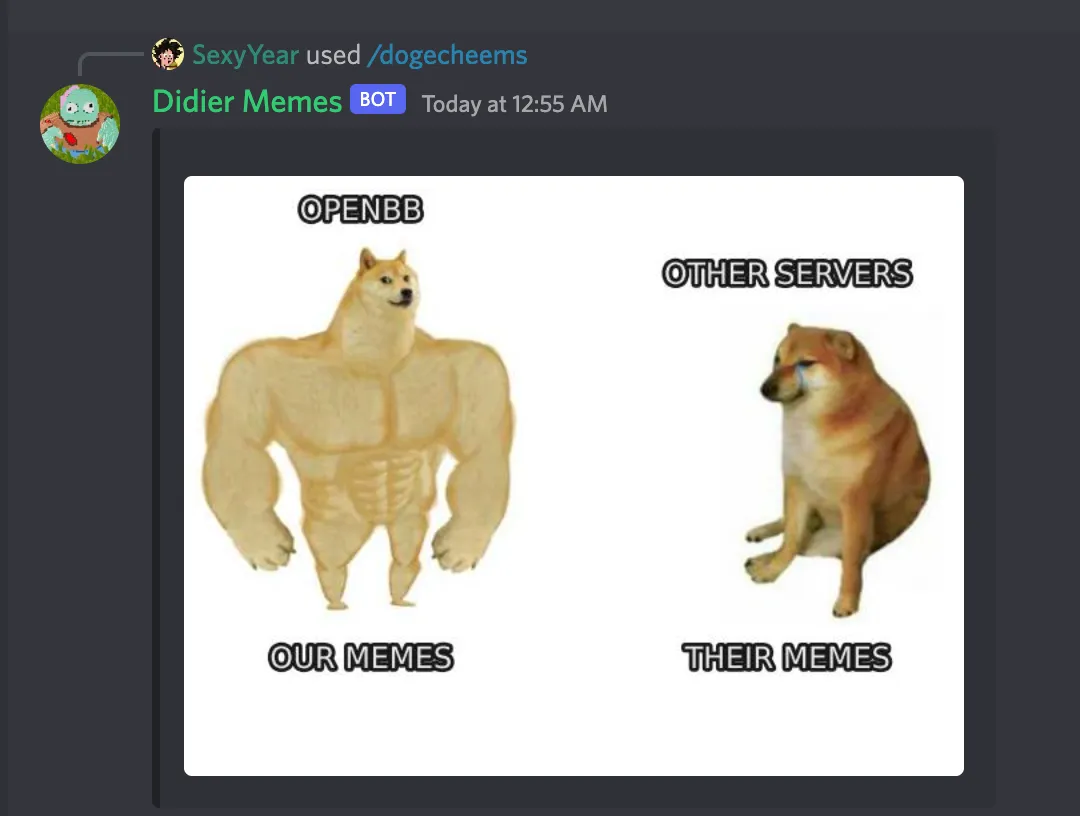 SexyYear used /dogecheems
Didier Memes BOT Today at 12:55 AM
OPENBB
OTHER SERVERS
OUR MEMES
THEIR MEMES